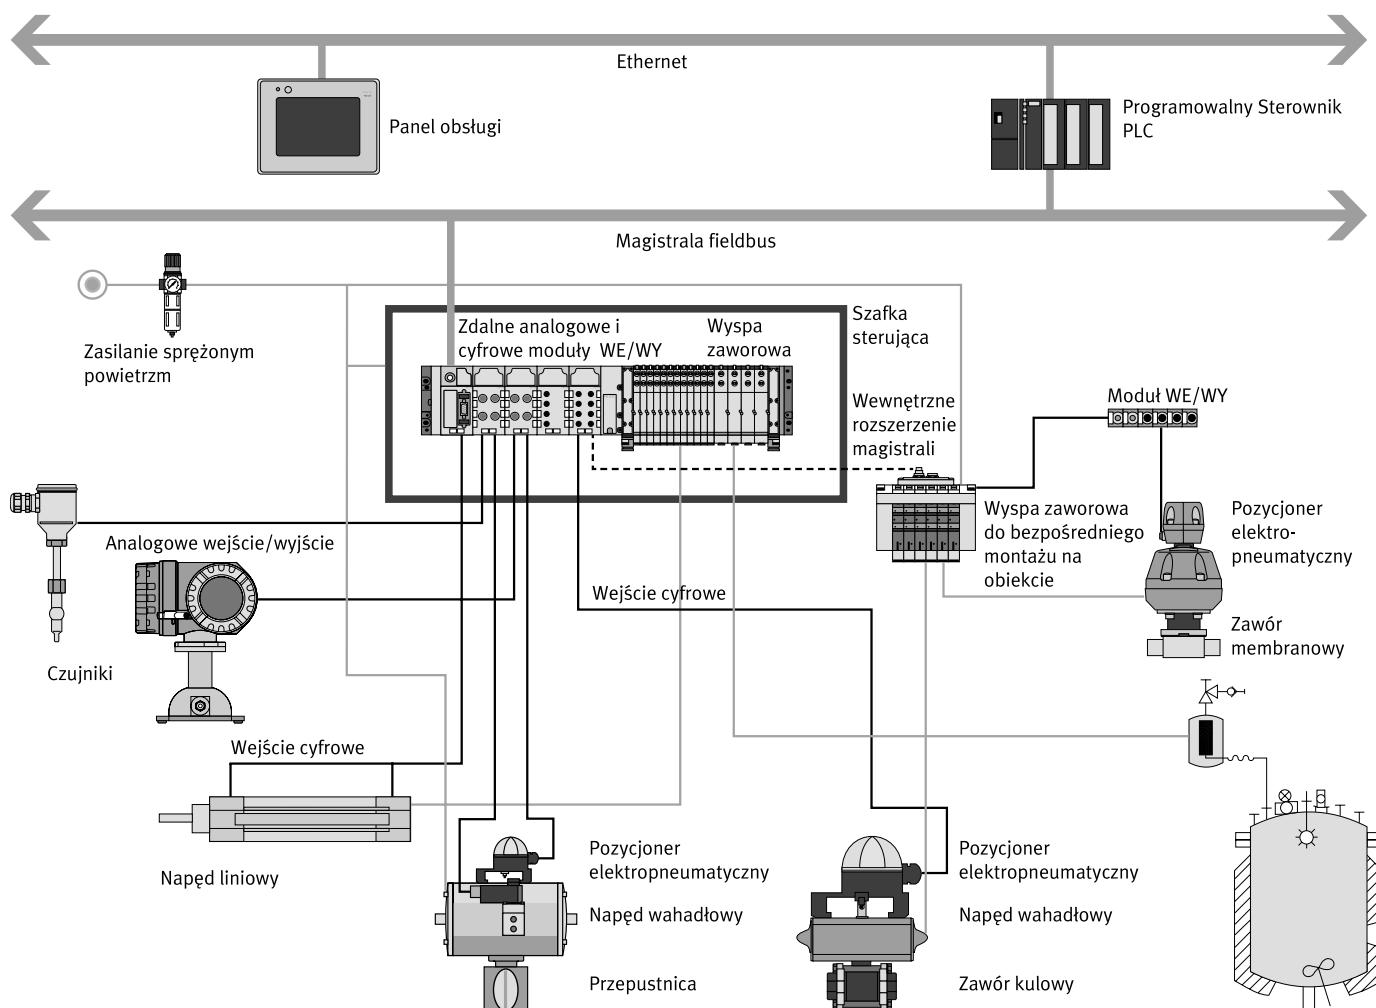 Ethernet
Panel obsługi
Programowalny Sterownik
PLC
Magistrala fieldbus
Zasilanie sprężonym
powietrzm
Zdalne analogowe i
cyfrowe moduły WE/WY
Wyspa
zaworowa
Szafka
sterująca
Wewnętrzne
rozszerzenie
magistrali
Moduł WE/WY
Analogowe wejście/wyjście
Wyspa zaworowa
do bezpośredniego
montażu na
obiekcie
Pozycjoner
elektro-
pneumatyczny
Wejście cyfrowe
Zawór
membranowy
Czujniki
Wejście cyfrowe
Napęd liniowy
Pozycjoner
elektropneumatyczny
Napęd wahadłowy
Przepustnica
Pozycjoner
elektropneumatyczny
Napęd wahadłowy
Zawór kulowy